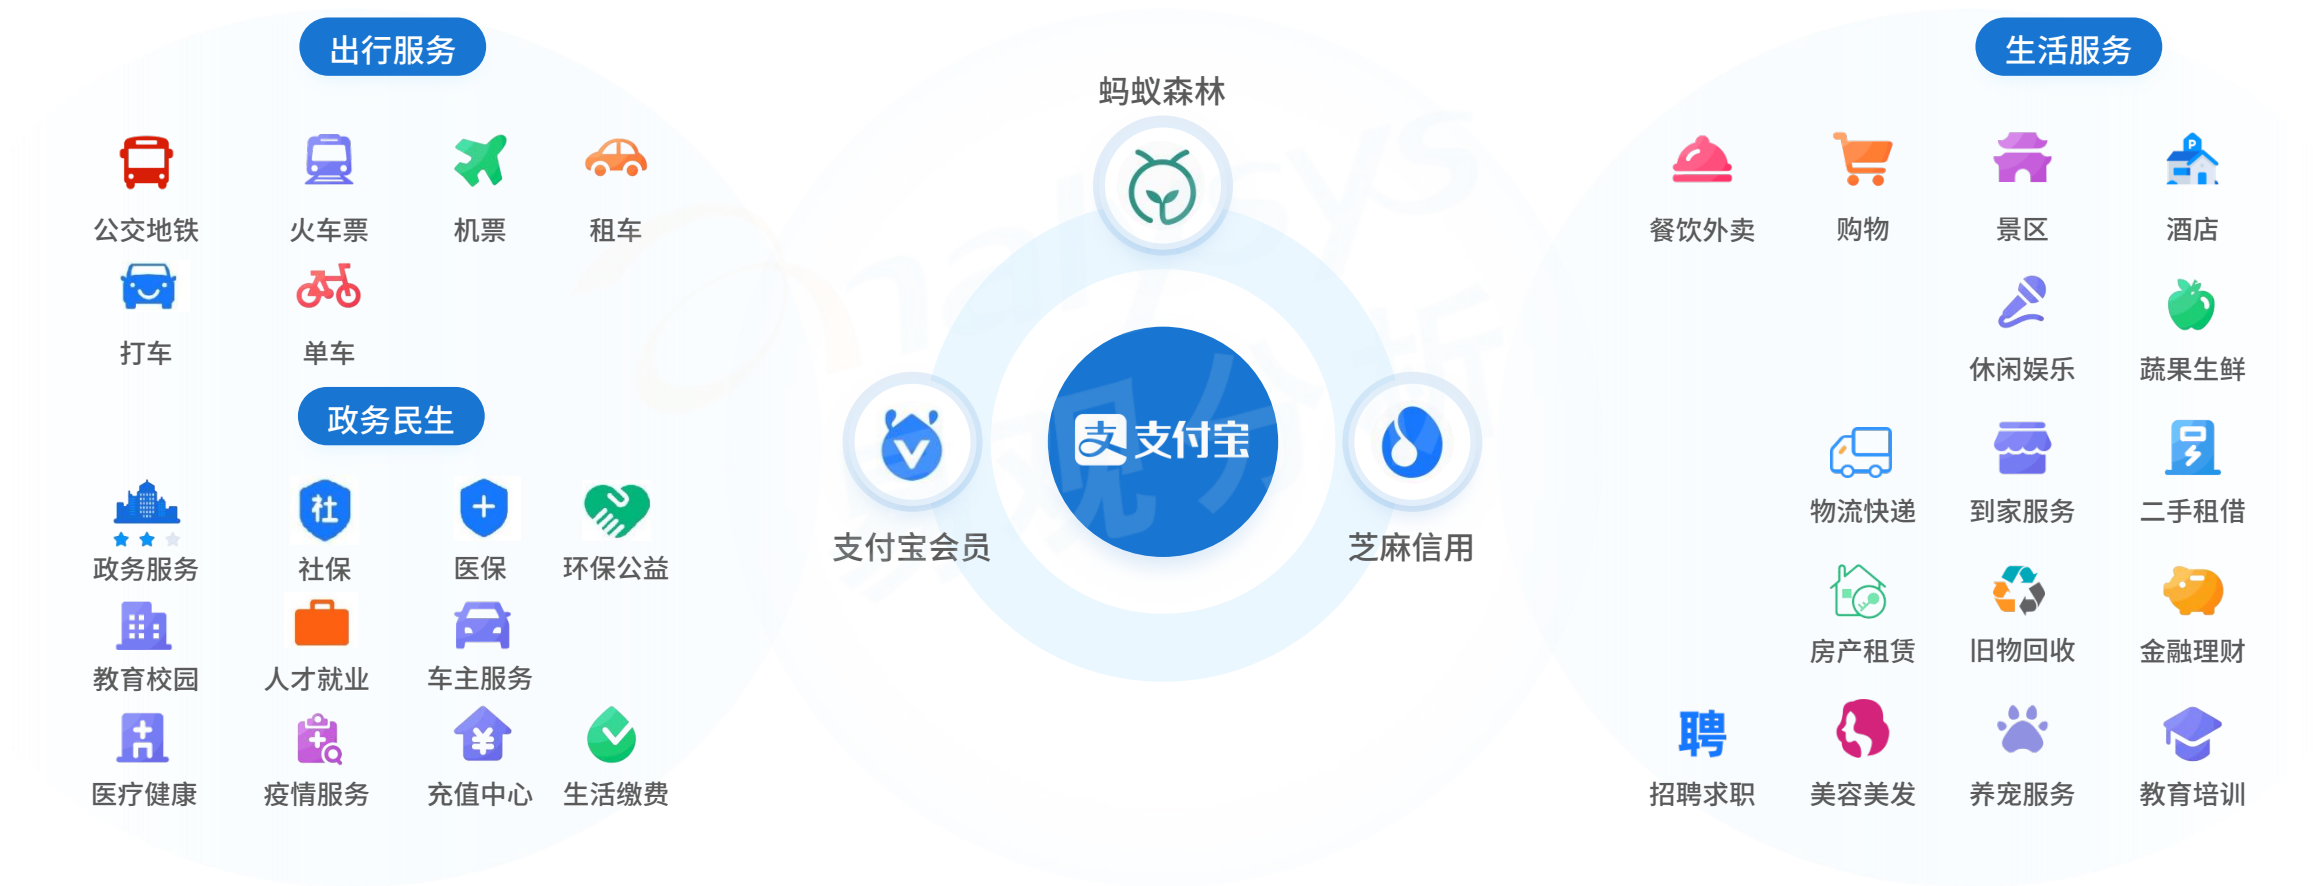 出行服务
公交地铁
火车票
机票
租车
打车
单车
政务民生
社
政务服务
社保
医保
环保公益
教育校园
人才就业
车主服务
医疗健康
疫情服务
充值中心
生活缴费
蚂蚁森林
支 支付宝
支付宝会员
芝麻信用
analysys
易观分析
生活服务
P
餐饮外卖
购物
景区
酒店
休闲娱乐
蔬果生鲜
物流快递
到家服务
二手租借
房产租赁
旧物回收
金融理财
聘
招聘求职
美容美发
养宠服务
教育培训